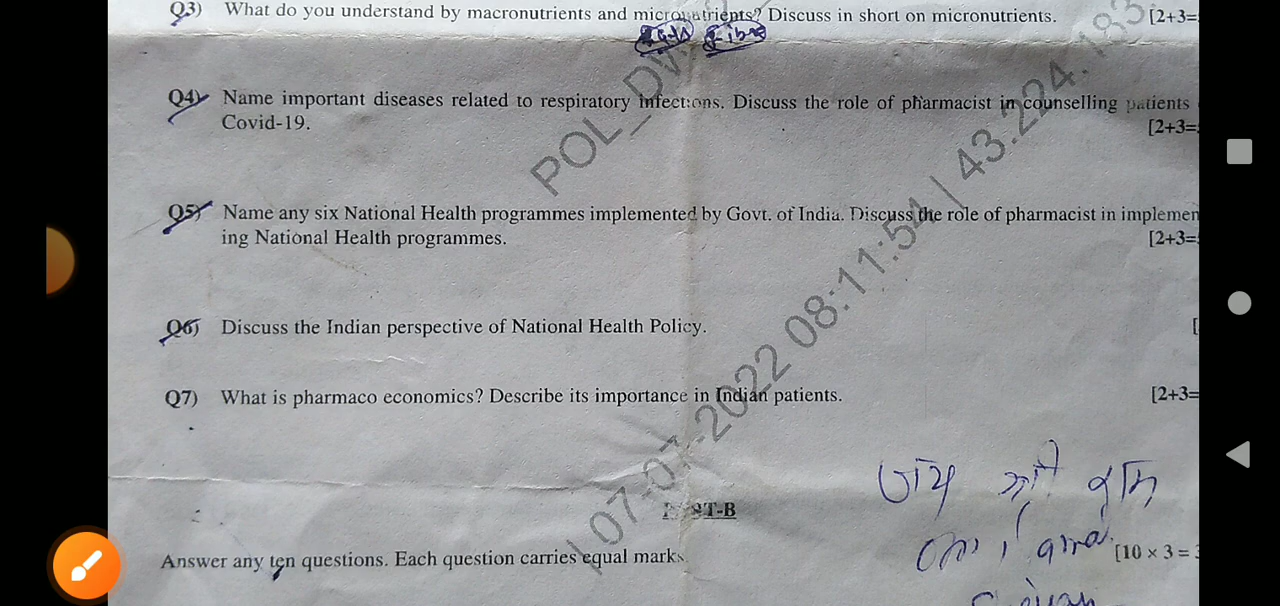 Q3) What do you understand by macronutrients and micronutrients? Discuss in short on micronutrients. [2+3=
Q4) Name important diseases related to respiratory infections. Discuss the role of pharmacist in counselling patients
Covid-19. [2+3=
Q5) Name any six National Health programmes implemented by Govt. of India. Discuss the role of pharmacist in implemen
ing National Health programmes. [2+3=
Q6) Discuss the Indian perspective of National Health Policy. [
Q7) What is pharmaco economics? Describe its importance in Indian patients. [2+3=
POL_DW
07-07-2022 08:11:54 | 43.224.183
PART-B
Answer any ten questions. Each question carries equal marks. [10 × 3 = 3